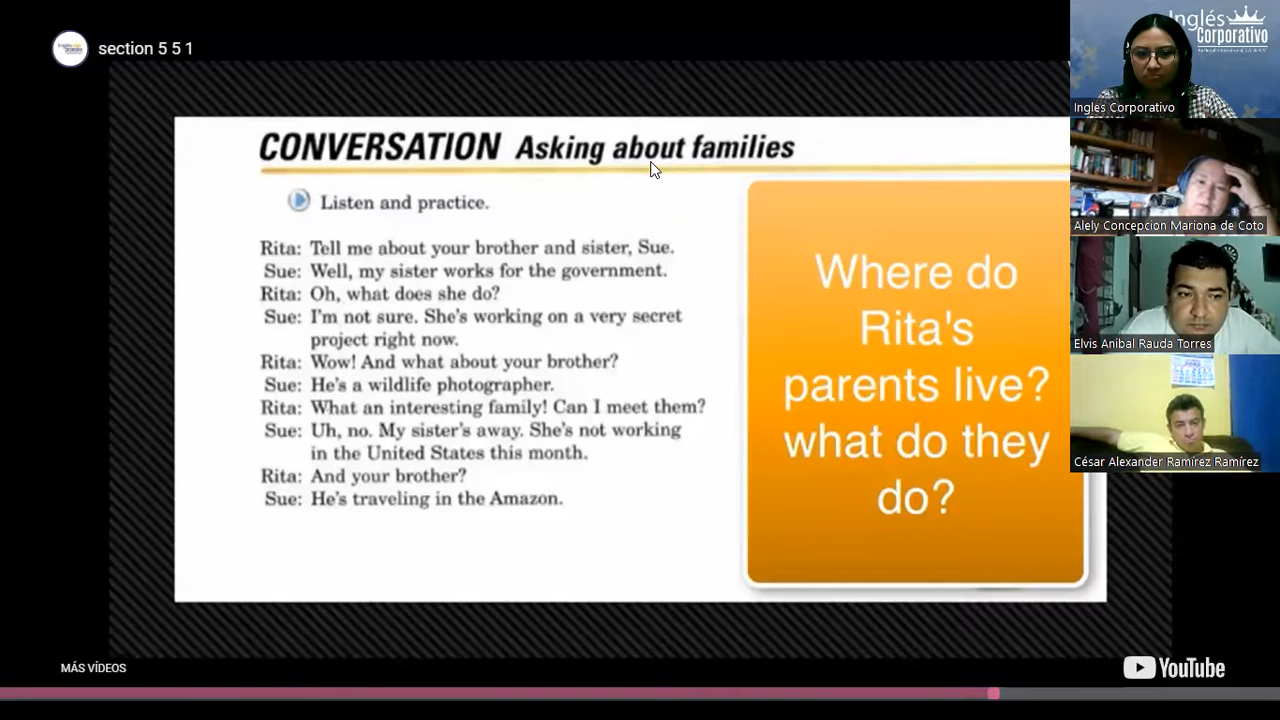 section 5 5 1
CONVERSATION Asking about families
Listen and practice.
Rita: Tell me about your brother and sister, Sue.
Sue: Well, my sister works for the government.
Rita: Oh, what does she do?
Sue: I'm not sure. She's working on a very secret
project right now.
Rita: Wow! And what about your brother?
Sue: He's a wildlife photographer.
Rita: What an interesting family! Can I meet them?
Sue: Uh, no. My sister's away. She's not working
in the United States this month.
Rita: And your brother?
Sue: He's traveling in the Amazon.
Where do
Rita's
parents live?
what do they
do?
MÁS VÍDEOS
YouTube
Inglés
Corporativo
Ingles Corporativo
Alely Concepcion Mariona de Coto
Elvis Anibal Rauda Torres
César Alexander Ramírez Ramírez